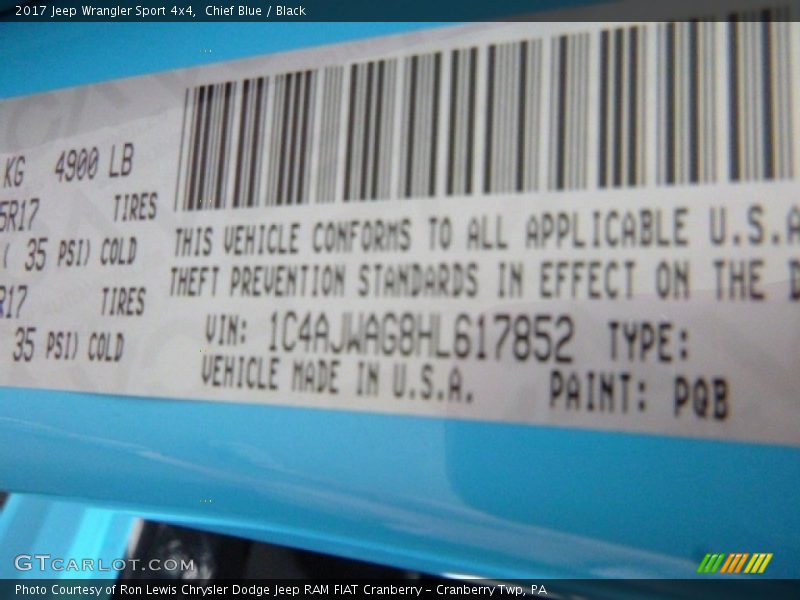 2017 Jeep Wrangler Sport 4x4,  Chief Blue / Black
KG 4900 LB
5R17 TIRES
( 35 PSI) COLD
R17 TIRES
35 PSI) COLD
THIS VEHICLE CONFORMS TO ALL APPLICABLE U.S.A
THEFT PREVENTION STANDARDS IN EFFECT ON THE D
VIN: 1C4AJWAG8HL617852 TYPE:
VEHICLE MADE IN U.S.A. PAINT: PQB
GTCARLOT.COM
Photo Courtesy of Ron Lewis Chrysler Dodge Jeep RAM FIAT Cranberry – Cranberry Twp, PA